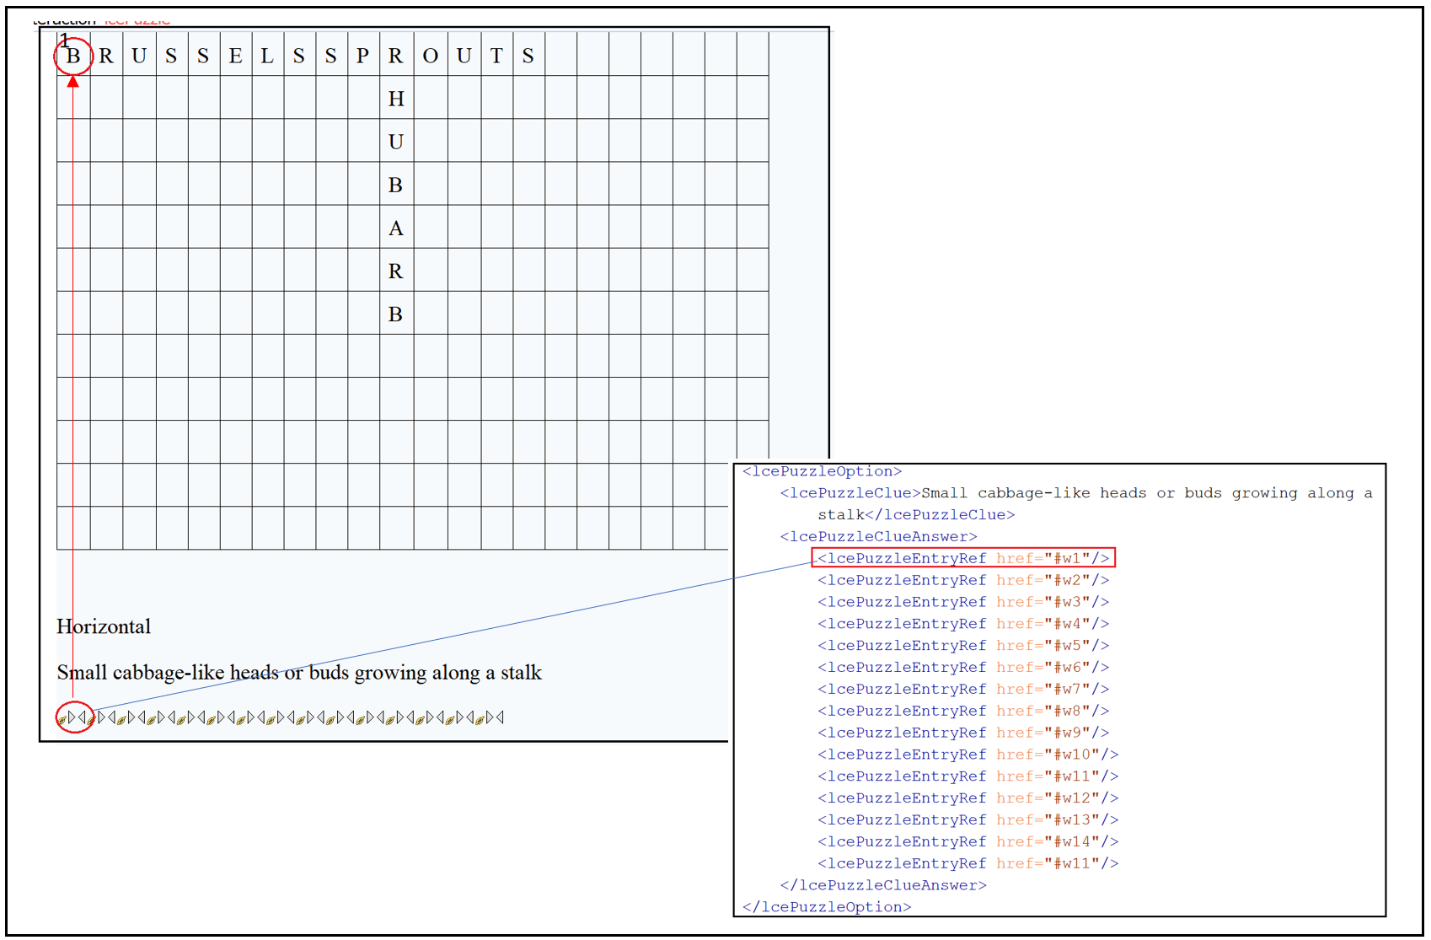 1
B R U S S E L S S P R O U T S
H
U
B
A
R
B
Horizontal
Small cabbage-like heads or buds growing along a stalk
<lcePuzzleOption>
<lcePuzzleClue>Small cabbage-like heads or buds growing along a
stalk</lcePuzzleClue>
<lcePuzzleClueAnswer>
<lcePuzzleEntryRef href="#w1"/>
<lcePuzzleEntryRef href="#w2"/>
<lcePuzzleEntryRef href="#w3"/>
<lcePuzzleEntryRef href="#w4"/>
<lcePuzzleEntryRef href="#w5"/>
<lcePuzzleEntryRef href="#w6"/>
<lcePuzzleEntryRef href="#w7"/>
<lcePuzzleEntryRef href="#w8"/>
<lcePuzzleEntryRef href="#w9"/>
<lcePuzzleEntryRef href="#w10"/>
<lcePuzzleEntryRef href="#w11"/>
<lcePuzzleEntryRef href="#w12"/>
<lcePuzzleEntryRef href="#w13"/>
<lcePuzzleEntryRef href="#w14"/>
<lcePuzzleEntryRef href="#w11"/>
</lcePuzzleClueAnswer>
</lcePuzzleOption>